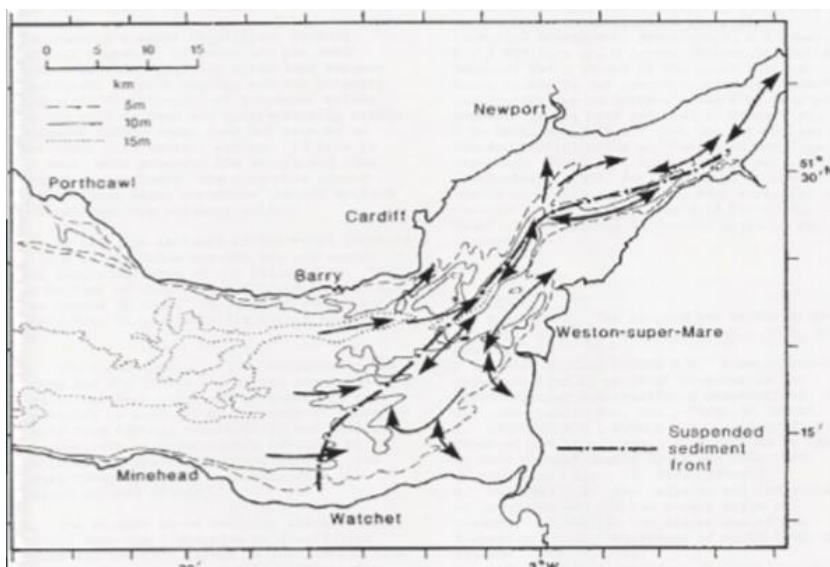 0 5 10 15
km
5m
10m
15m
Newport
Porthcawl
Cardiff
Barry
51°
30'N
Weston-super-Mare
Suspended
sediment
front
15'
Minehead
Watchet
3°W